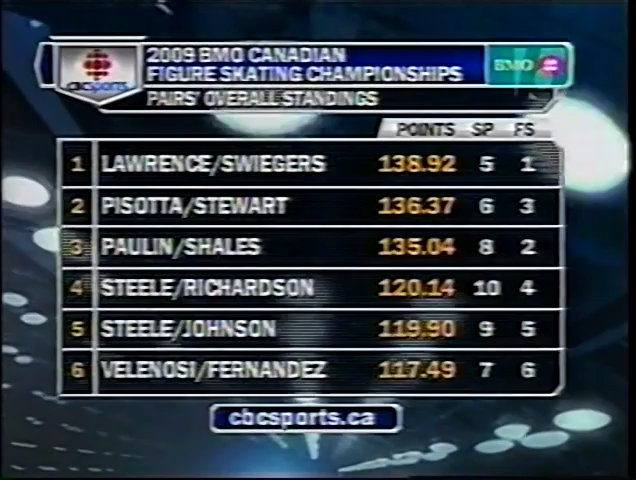 cbcsports
2009 BMO CANADIAN
FIGURE SKATING CHAMPIONSHIPS
BMO
PAIRS' OVERALL STANDINGS
POINTS SP FS
1 LAWRENCE/SWIEGERS 138.92 5 1
2 PISOTTA/STEWART 136.37 6 3
3 PAULIN/SHALES 135.04 8 2
4 STEELE/RICHARDSON 120.14 10 4
5 STEELE/JOHNSON 119.90 9 5
6 VELENOSI/FERNANDEZ 117.49 7 6
cbcsports.ca